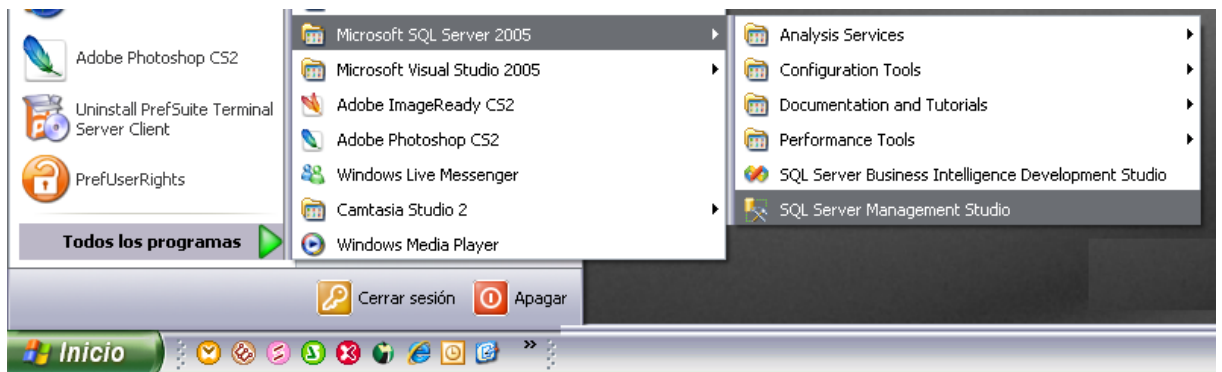 Adobe Photoshop CS2
Uninstall PrefSuite Terminal
Server Client
PrefUserRights
Todos los programas
Microsoft SQL Server 2005
Microsoft Visual Studio 2005
Adobe ImageReady CS2
Adobe Photoshop CS2
Windows Live Messenger
Camtasia Studio 2
Windows Media Player
Analysis Services
Configuration Tools
Documentation and Tutorials
Performance Tools
SQL Server Business Intelligence Development Studio
SQL Server Management Studio
Cerrar sesión
Apagar
Inicio